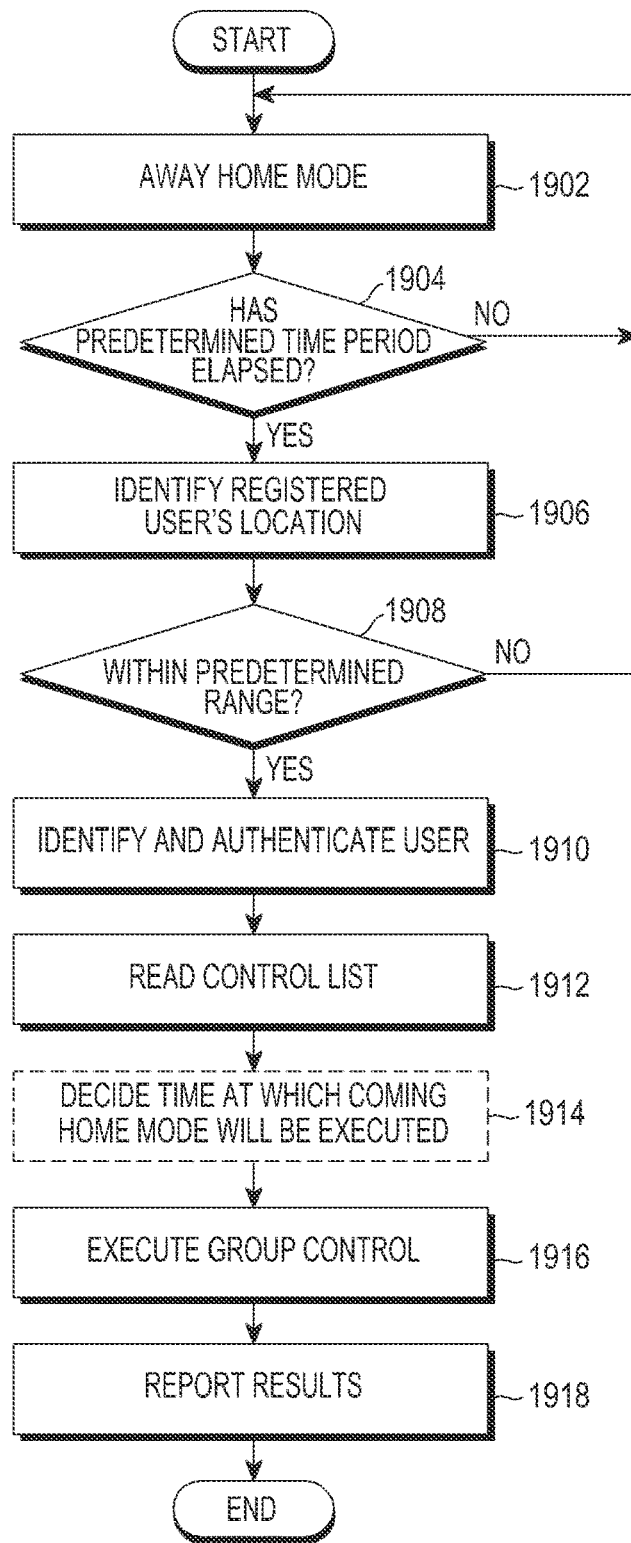 START
AWAY HOME MODE
1902
1904
HAS
PREDETERMINED TIME PERIOD
ELAPSED?
NO
YES
IDENTIFY REGISTERED
USER'S LOCATION
1906
1908
WITHIN PREDETERMINED
RANGE?
NO
YES
IDENTIFY AND AUTHENTICATE USER
1910
READ CONTROL LIST
1912
DECIDE TIME AT WHICH COMING
HOME MODE WILL BE EXECUTED
1914
EXECUTE GROUP CONTROL
1916
REPORT RESULTS
1918
END